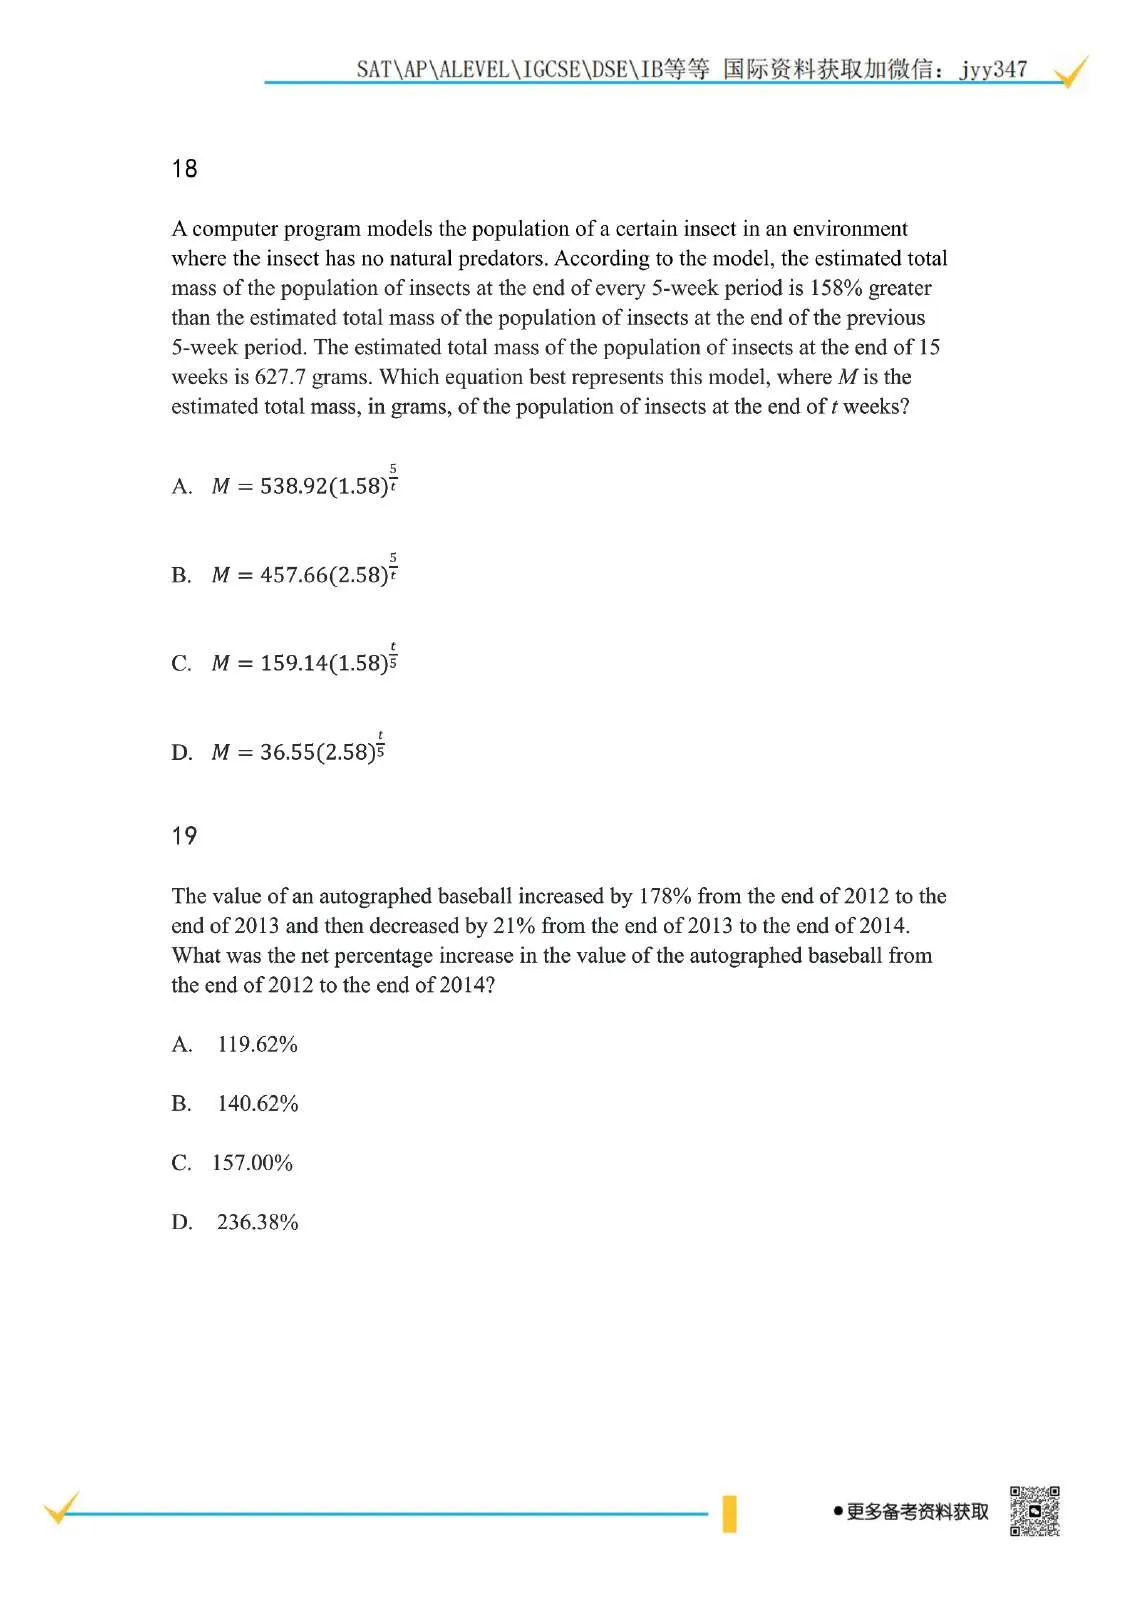 SAT\AP\ALEVEL\IGCSE\DSE\IB等等 国际资料获取加微信：jyy347
18
A computer program models the population of a certain insect in an environment
where the insect has no natural predators. According to the model, the estimated total
mass of the population of insects at the end of every 5-week period is 158% greater
than the estimated total mass of the population of insects at the end of the previous
5-week period. The estimated total mass of the population of insects at the end of 15
weeks is 627.7 grams. Which equation best represents this model, where M is the
estimated total mass, in grams, of the population of insects at the end of t weeks?
A. M = 538.92(1.58)^(5/t)
B. M = 457.66(2.58)^(5/t)
C. M = 159.14(1.58)^(t/5)
D. M = 36.55(2.58)^(t/5)
19
The value of an autographed baseball increased by 178% from the end of 2012 to the
end of 2013 and then decreased by 21% from the end of 2013 to the end of 2014.
What was the net percentage increase in the value of the autographed baseball from
the end of 2012 to the end of 2014?
A. 119.62%
B. 140.62%
C. 157.00%
D. 236.38%
●更多备考资料获取